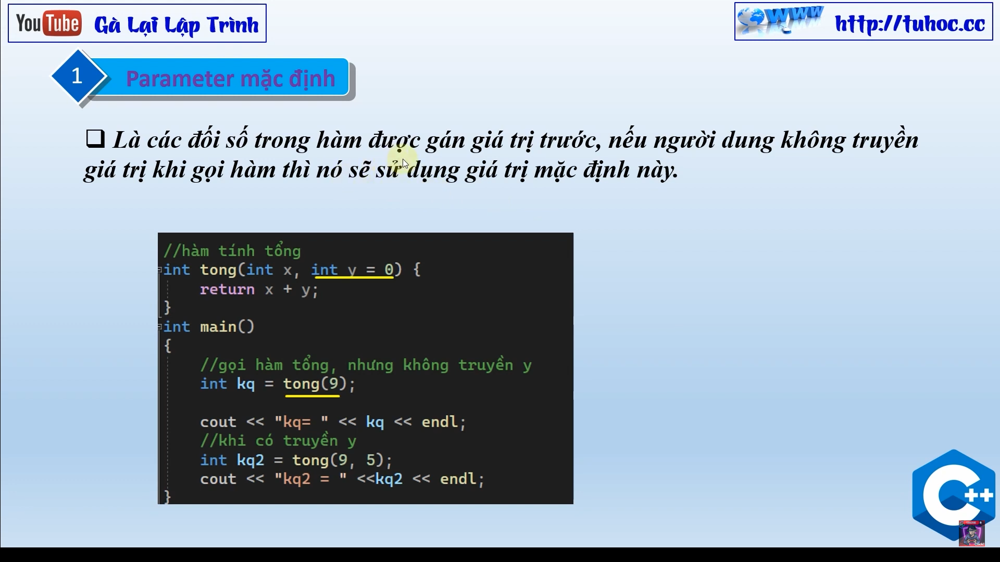 YouTube Gà Lại Lập Trình
WWW http://tuhoc.cc
1 Parameter mặc định
Là các đối số trong hàm được gán giá trị trước, nếu người dung không truyền
giá trị khi gọi hàm thì nó sẽ sử dụng giá trị mặc định này.
//hàm tính tổng
int tong(int x, int y = 0) {
return x + y;
}
int main()
{
//gọi hàm tổng, nhưng không truyền y
int kq = tong(9);
cout << "kq= " << kq << endl;
//khi có truyền y
int kq2 = tong(9, 5);
cout << "kq2 = " <<kq2 << endl;
}
C++
Click!